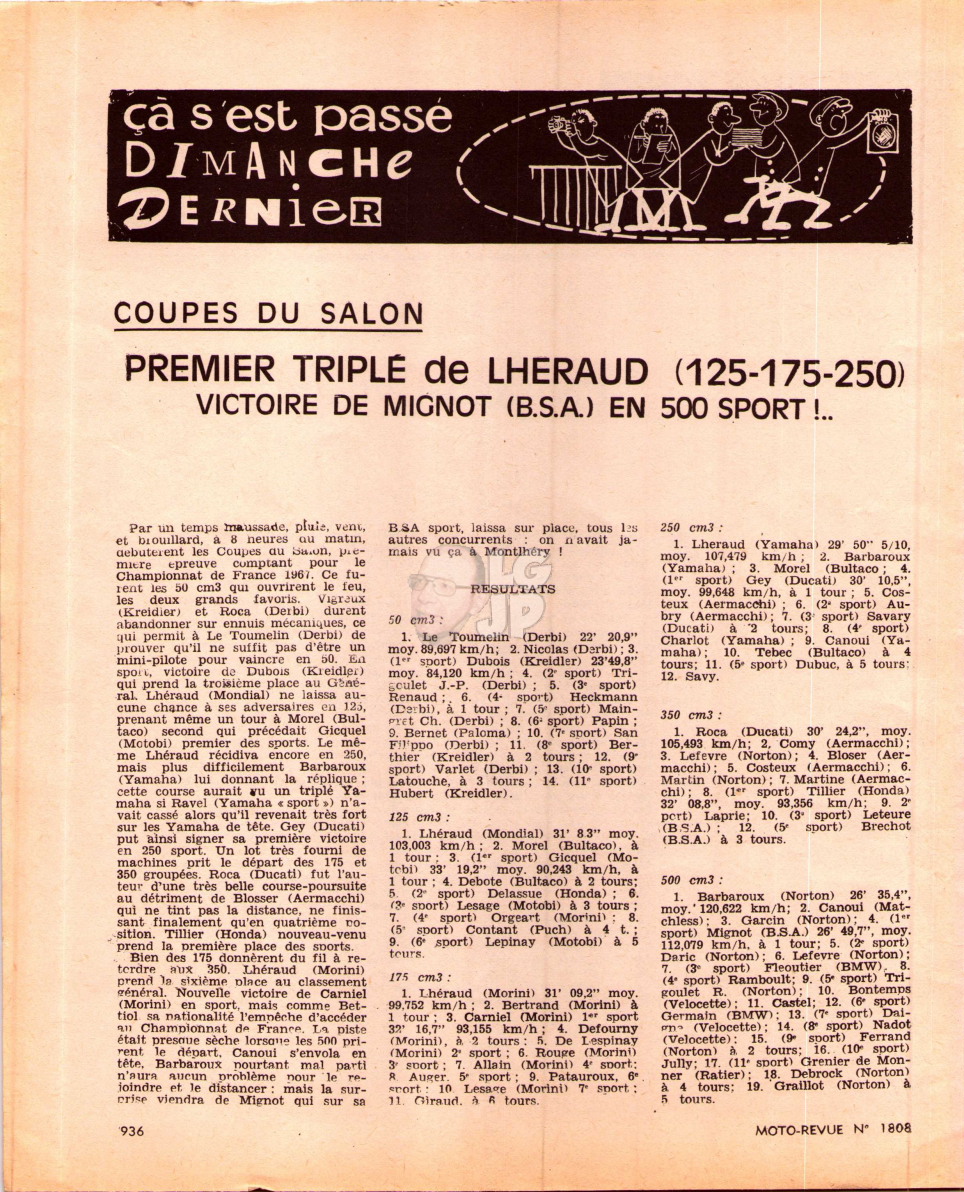 çà s'est passé
DIMANCHE
DERNIER
COUPES DU SALON
PREMIER TRIPLÉ de LHERAUD (125-175-250)
VICTOIRE DE MIGNOT (B.S.A.) EN 500 SPORT !..
Par un temps maussade, pluie, vent,
et brouillard, à 8 heures du matin,
débutèrent les Coupes du Salon, pre-
mière épreuve comptant pour le
Championnat de France 1967. Ce fu-
rent les 50 cm3 qui ouvrirent le feu,
les deux grands favoris. Vigreux
(Kreidler) et Roca (Derbi) durent
abandonner sur ennuis mécaniques, ce
qui permit à Le Toumelin (Derbi) de
prouver qu'il ne suffit pas d'être un
mini-pilote pour vaincre en 50. En
sport, victoire de Dubois (Kreidler)
qui prend la troisième place au Géné-
ral. Lhéraud (Mondial) ne laissa au-
cune chance à ses adversaires en 125,
prenant même un tour à Morel (Bul-
taco) second qui précédait Gicquel
(Motobi) premier des sports. Le mê-
me Lhéraud récidiva encore en 250,
mais plus difficilement Barbaroux
(Yamaha) lui donnant la réplique ;
cette course aurait vu un triplé Ya-
maha si Ravel (Yamaha « sport ») n'a-
vait cassé alors qu'il revenait très fort
sur les Yamaha de tête. Gey (Ducati)
put ainsi signer sa première victoire
en 250 sport. Un lot très fourni de
machines prit le départ des 175 et
350 groupées. Roca (Ducati) fut l'au-
teur d'une très belle course-poursuite
au détriment de Blosser (Aermacchi)
qui ne tint pas la distance, ne finis-
sant finalement qu'en quatrième po-
sition. Tillier (Honda) nouveau-venu
prend la première place des sports.
Bien des 175 donnèrent du fil à re-
tordre aux 350. Lhéraud (Morini)
prend la sixième place au classement
général. Nouvelle victoire de Carniel
(Morini) en sport, mais comme Bet-
tiol sa nationalité l'empêche d'accéder
au Championnat de France. La piste
était presque sèche lorsque les 500 pri-
rent le départ, Canoui s'envola en
tête, Barbaroux pourtant mal parti
n'aura aucun problème pour le re-
joindre et le distancer : mais la sur-
prise viendra de Mignot qui sur sa
BSA sport, laissa sur place, tous les
autres concurrents : on n'avait ja-
mais vu ça à Montlhéry !
RESULTATS
50 cm3 :
1. Le Toumelin (Derbi) 22' 20,9"
moy. 89,697 km/h; 2. Nicolas (Derbi) ; 3.
(1er sport) Dubois (Kreidler) 23'49,8"
moy. 84,120 km/h ; 4. (2e sport) Tri-
goulet J.-P. (Derbi) ; 5. (3e sport)
Renaud ; 6. (4e sport) Heckmann
(Derbi), à 1 tour ; 7. (5e sport) Main-
gret Ch. (Derbi) ; 8. (6e sport) Papin ;
9. Bernet (Paloma) ; 10. (7e sport) San
Filippo (Derbi) ; 11. (8e sport) Ber-
thier (Kreidler) à 2 tours ; 12. (9e
sport) Varlet (Derbi) ; 13. (10e sport)
Latouche, à 3 tours ; 14. (11e sport)
Hubert (Kreidler).
125 cm3 :
1. Lhéraud (Mondial) 31' 83" moy.
103,003 km/h ; 2. Morel (Bultaco), à
1 tour ; 3. (1er sport) Gicquel (Mo-
tobi) 33' 19,2" moy. 90,243 km/h, à
1 tour ; 4. Debote (Bultaco) à 2 tours;
5. (2e sport) Delassue (Honda) ; 6.
(3e sport) Lesage (Motobi) à 3 tours ;
7. (4e sport) Orgeart (Morini) ; 8.
(5e sport) Contant (Puch) à 4 t. ;
9. (6e sport) Lepinay (Motobi) à 5
tours.
175 cm3 :
1. Lhéraud (Morini) 31' 09,2" moy.
99,752 km/h ; 2. Bertrand (Morini) à
1 tour ; 3. Carniel (Morini) 1er sport
32' 16,7" 93,155 km/h ; 4. Defourny
(Morini), à 2 tours ; 5. De Lespinay
(Morini) 2e sport ; 6. Rouge (Morini)
3e sport ; 7. Allain (Morini) 4e sport;
8. Auger. 5e sport ; 9. Patauroux, 6e
sport ; 10. Lesage (Morini) 7e sport ;
11. Giraud, à 6 tours.
250 cm3 :
1. Lheraud (Yamaha) 29' 50" 5/10,
moy. 107,479 km/h ; 2. Barbaroux
(Yamaha) ; 3. Morel (Bultaco ; 4.
(1er sport) Gey (Ducati) 30' 10,5",
moy. 99,648 km/h, à 1 tour ; 5. Cos-
teux (Aermacchi) ; 6. (2e sport) Au-
bry (Aermacchi) ; 7. (3e sport) Savary
(Ducati) à 2 tours; 8. (4e sport)
Charlot (Yamaha) ; 9. Canoui (Ya-
maha) ; 10. Tebec (Bultaco) à 4
tours; 11. (5e sport) Dubuc, à 5 tours;
12. Savy.
350 cm3 :
1. Roca (Ducati) 30' 24,2", moy.
105,493 km/h; 2. Comy (Aermacchi) ;
3. Lefevre (Norton) ; 4. Bloser (Aer-
macchi) ; 5. Costeux (Aermacchi) ; 6.
Martin (Norton) ; 7. Martine (Aermac-
chi) ; 8. (1er sport) Tillier (Honda)
32' 08,8", moy. 93,356 km/h; 9. 2e
port) Laprie; 10. (3e sport) Leteure
(B.S.A.) ; 12. (5e sport) Brechot
(B.S.A.) à 3 tours.
500 cm3 :
1. Barbaroux (Norton) 26' 35,4",
moy. 120,622 km/h; 2. Canoui (Mat-
chless); 3. Garcin (Norton); 4. (1er
sport) Mignot (B.S.A.) 26' 49,7", moy.
112,079 km/h, à 1 tour; 5. (2e sport)
Daric (Norton); 6. Lefevre (Norton);
7. (3e sport) Fleoutier (BMW), 8.
(4e sport) Ramboult; 9. (5e sport) Tri-
goulet R. (Norton); 10. Bontemps
(Velocette); 11. Castel; 12. (6e sport)
Germain (BMW); 13. (7e sport) Dai-
gma (Velocette); 14. (8e sport) Nadot
(Velocette); 15. (9e sport) Ferrand
(Norton) à 2 tours; 16. (10e sport)
Jully; 17. (11e sport) Grenier de Mon-
ner (Ratier); 18. Debrock (Norton)
à 4 tours; 19. Graillot (Norton) à
5 tours.
936
MOTO-REVUE N° 1808
LG
JP